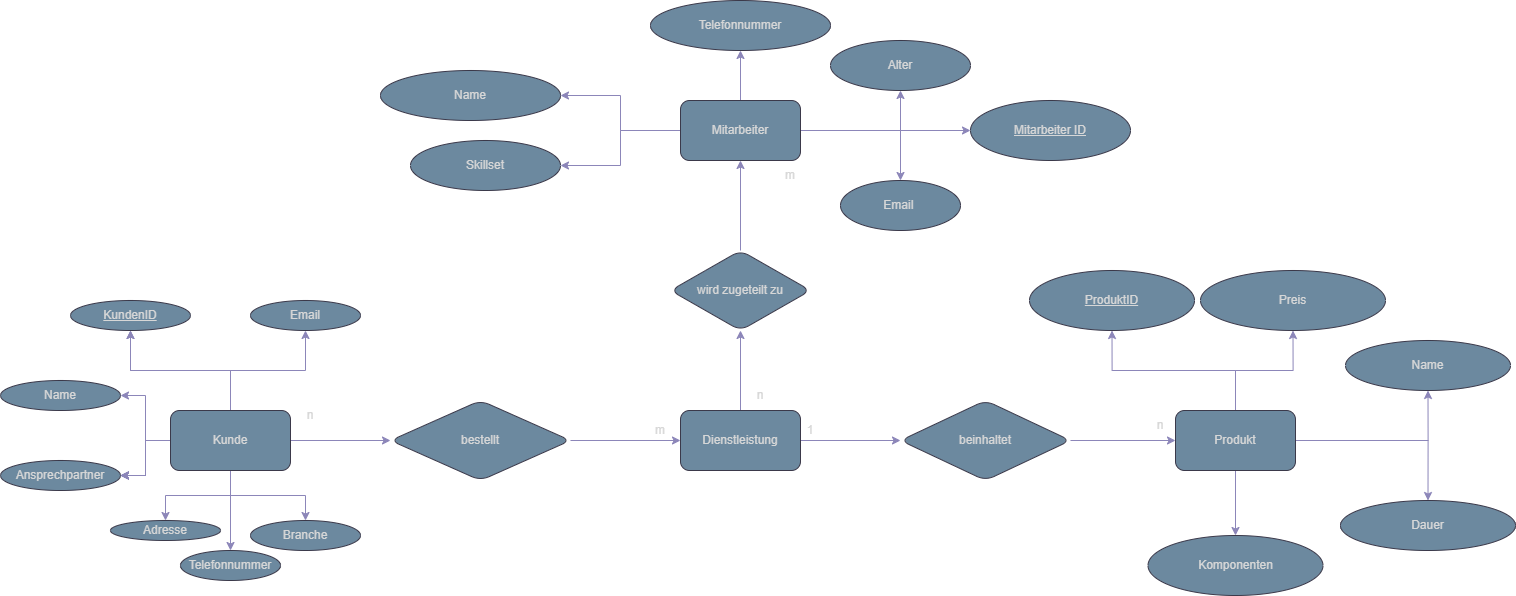 Telefonnummer
Alter
Name
Mitarbeiter
Mitarbeiter ID
Skillset
m
Email
wird zugeteilt zu
KundenID
Email
ProduktID
Preis
Name
Name
n
n
Kunde
bestellt
m
Dienstleistung
1
beinhaltet
n
Produkt
Ansprechpartner
Adresse
Branche
Dauer
Telefonnummer
Komponenten